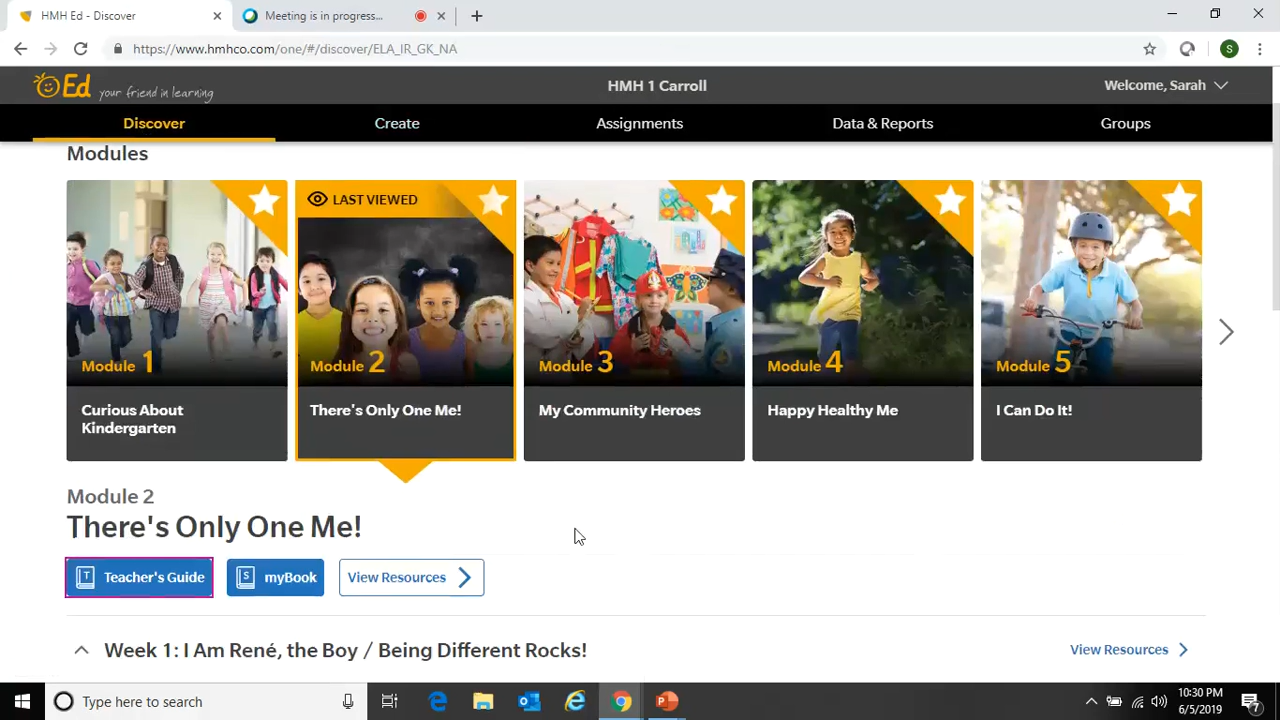 HMH Ed - Discover
Meeting is in progress...
https://www.hmhco.com/one/#/discover/ELA_IR_GK_NA
S
Ed your friend in learning
HMH 1 Carroll
Welcome, Sarah
Discover
Create
Assignments
Data & Reports
Groups
Modules
LAST VIEWED
Module 1
Module 2
Module 3
Module 4
Module 5
Curious About
Kindergarten
There's Only One Me!
My Community Heroes
Happy Healthy Me
I Can Do It!
Module 2
There's Only One Me!
T Teacher's Guide
S myBook
View Resources
Week 1: I Am René, the Boy / Being Different Rocks!
View Resources
Type here to search
10:30 PM
6/5/2019
7